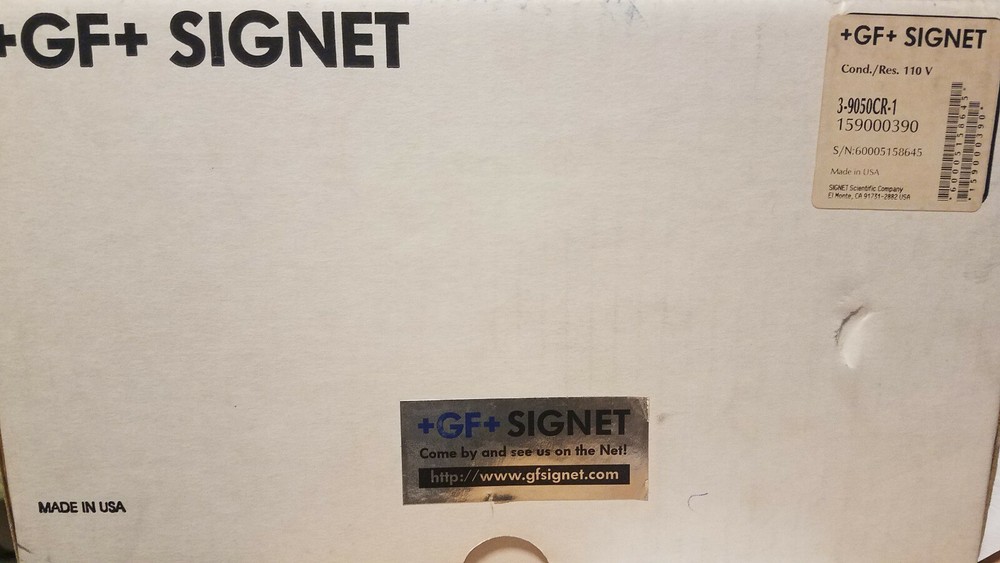 +GF+ SIGNET
+GF+ SIGNET
Cond./Res. 110 V
3-9050CR-1
159000390
S/N:60005158645
Made in USA
SIGNET Scientific Company
El Monte, CA 91731-2882 USA
*60005158645*
*159000390*
+GF+ SIGNET
Come by and see us on the Net!
http://www.gfsignet.com
MADE IN USA